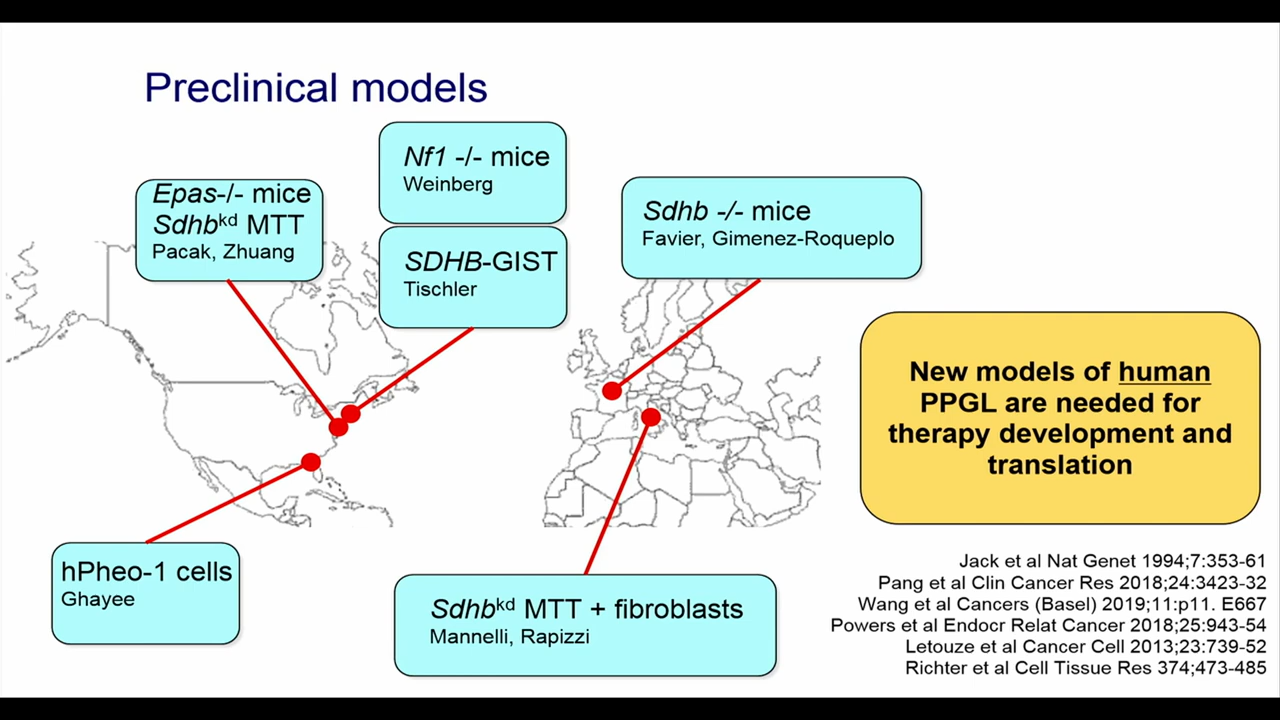 Preclinical models
Nf1 -/- mice
Weinberg
Epas-/- mice
Sdhbkd MTT
Pacak, Zhuang
SDHB-GIST
Tischler
Sdhb -/- mice
Favier, Gimenez-Roqueplo
New models of human
PPGL are needed for
therapy development and
translation
hPheo-1 cells
Ghayee
Sdhbkd MTT + fibroblasts
Mannelli, Rapizzi
Jack et al Nat Genet 1994;7:353-61
Pang et al Clin Cancer Res 2018;24:3423-32
Wang et al Cancers (Basel) 2019;11:p11. E667
Powers et al Endocr Relat Cancer 2018;25:943-54
Letouze et al Cancer Cell 2013;23:739-52
Richter et al Cell Tissue Res 374;473-485